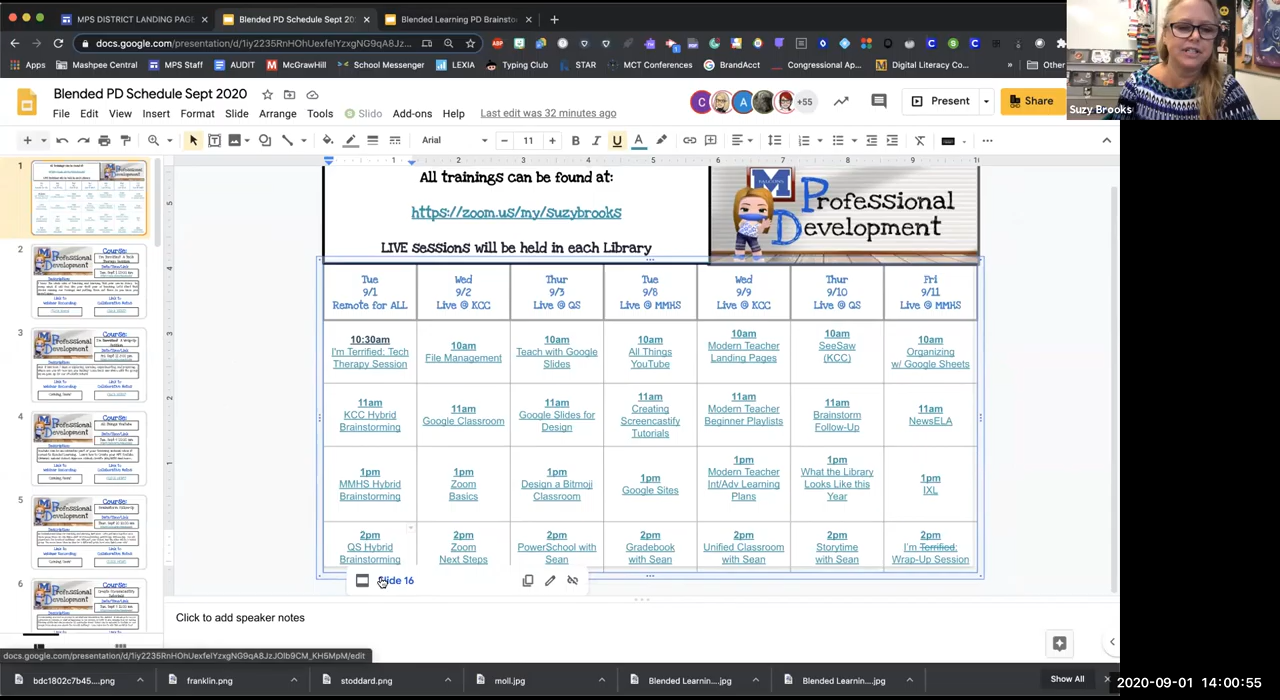 MPS DISTRICT LANDING PAGE
Blended PD Schedule Sept 20
Blended Learning PD Brainsto
docs.google.com/presentation/d/1iy2235RnHOhUexfelYzxgNG9qA8Jz...
Apps
Mashpee Central
MPS Staff
AUDIT
McGrawHill
School Messenger
LEXIA
Typing Club
STAR
MCT Conferences
BrandAcct
Congressional Ap...
Digital Literacy Co...
Other
Suzy Brooks
Blended PD Schedule Sept 2020
File Edit View Insert Format Slide Arrange Tools Slido Add-ons Help
Last edit was 32 minutes ago
+55
Present
Share
Arial
11
All trainings can be found at:
https://zoom.us/my/suzybrooks
LIVE sessions will be held in each Library
Professional
Development
Tue
9/1
Remote for ALL
Wed
9/2
Live @ KCC
Thur
9/3
Live @ QS
Tue
9/8
Live @ MMHS
Wed
9/9
Live @ KCC
Thur
9/10
Live @ QS
Fri
9/11
Live @ MMHS
10:30am
I'm Terrified: Tech
Therapy Session
10am
File Management
10am
Teach with Google
Slides
10am
All Things
YouTube
10am
Modern Teacher
Landing Pages
10am
SeeSaw
(KCC)
10am
Organizing
w/ Google Sheets
11am
KCC Hybrid
Brainstorming
11am
Google Classroom
11am
Google Slides for
Design
11am
Creating
Screencastify
Tutorials
11am
Modern Teacher
Beginner Playlists
11am
Brainstorm
Follow-Up
11am
NewsELA
1pm
MMHS Hybrid
Brainstorming
1pm
Zoom
Basics
1pm
Design a Bitmoji
Classroom
1pm
Google Sites
1pm
Modern Teacher
Int/Adv Learning
Plans
1pm
What the Library
Looks Like this
Year
1pm
IXL
2pm
QS Hybrid
Brainstorming
2pm
Zoom
Next Steps
2pm
PowerSchool with
Sean
2pm
Gradebook
with Sean
2pm
Unified Classroom
with Sean
2pm
Storytime
with Sean
2pm
I'm Terrified:
Wrap-Up Session
Slide 16
Click to add speaker notes
docs.google.com/presentation/d/1iy2235RnHOhUexfelYzxgNG9qA8JzJOlb9CM_KH5MpM/edit
bdc1802c7b45....png
franklin.png
stoddard.png
moll.jpg
Blended Learnin....jpg
Blended Learnin....jpg
Show All
2020-09-01 14:00:55